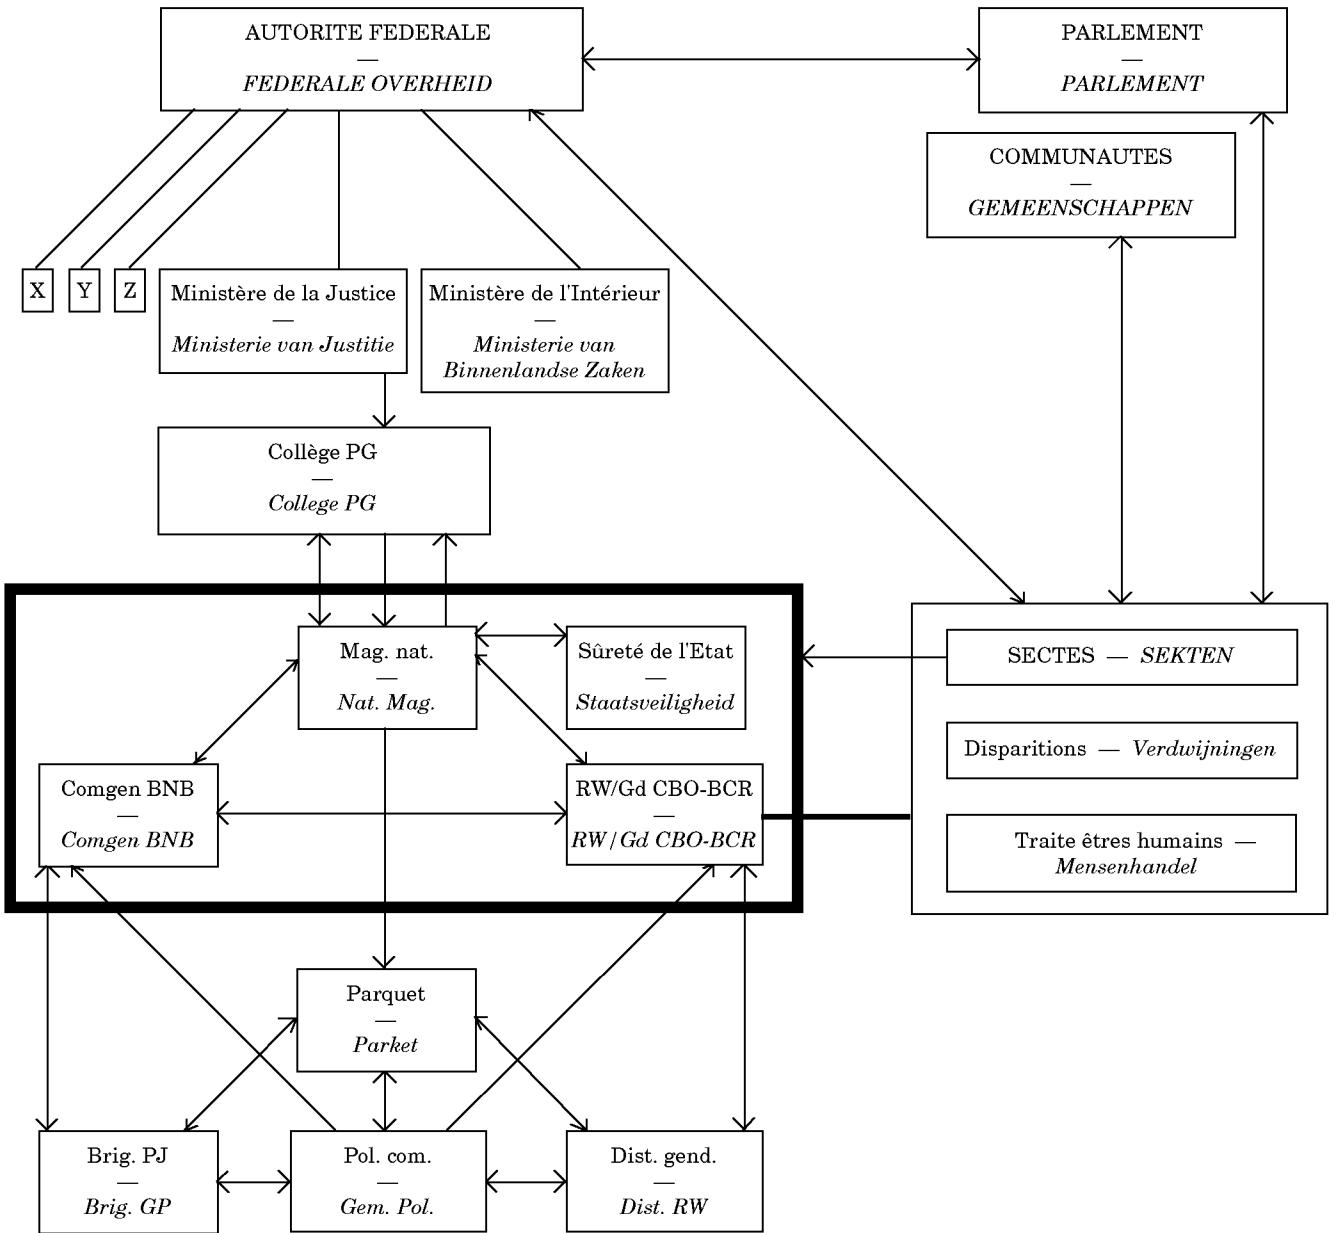 AUTORITE FEDERALE
—
FEDERALE OVERHEID
PARLEMENT
—
PARLEMENT
COMMUNAUTES
—
GEMEENSCHAPPEN
X
Y
Z
Ministère de la Justice
—
Ministerie van Justitie
Ministère de l'Intérieur
—
Ministerie van
Binnenlandse Zaken
Collège PG
—
College PG
Mag. nat.
—
Nat. Mag.
Sûreté de l'Etat
—
Staatsveiligheid
SECTES — SEKTEN
Disparitions — Verdwijningen
Traite êtres humains —
Mensenhandel
Comgen BNB
—
Comgen BNB
RW/Gd CBO-BCR
—
RW/Gd CBO-BCR
Parquet
—
Parket
Brig. PJ
—
Brig. GP
Pol. com.
—
Gem. Pol.
Dist. gend.
—
Dist. RW